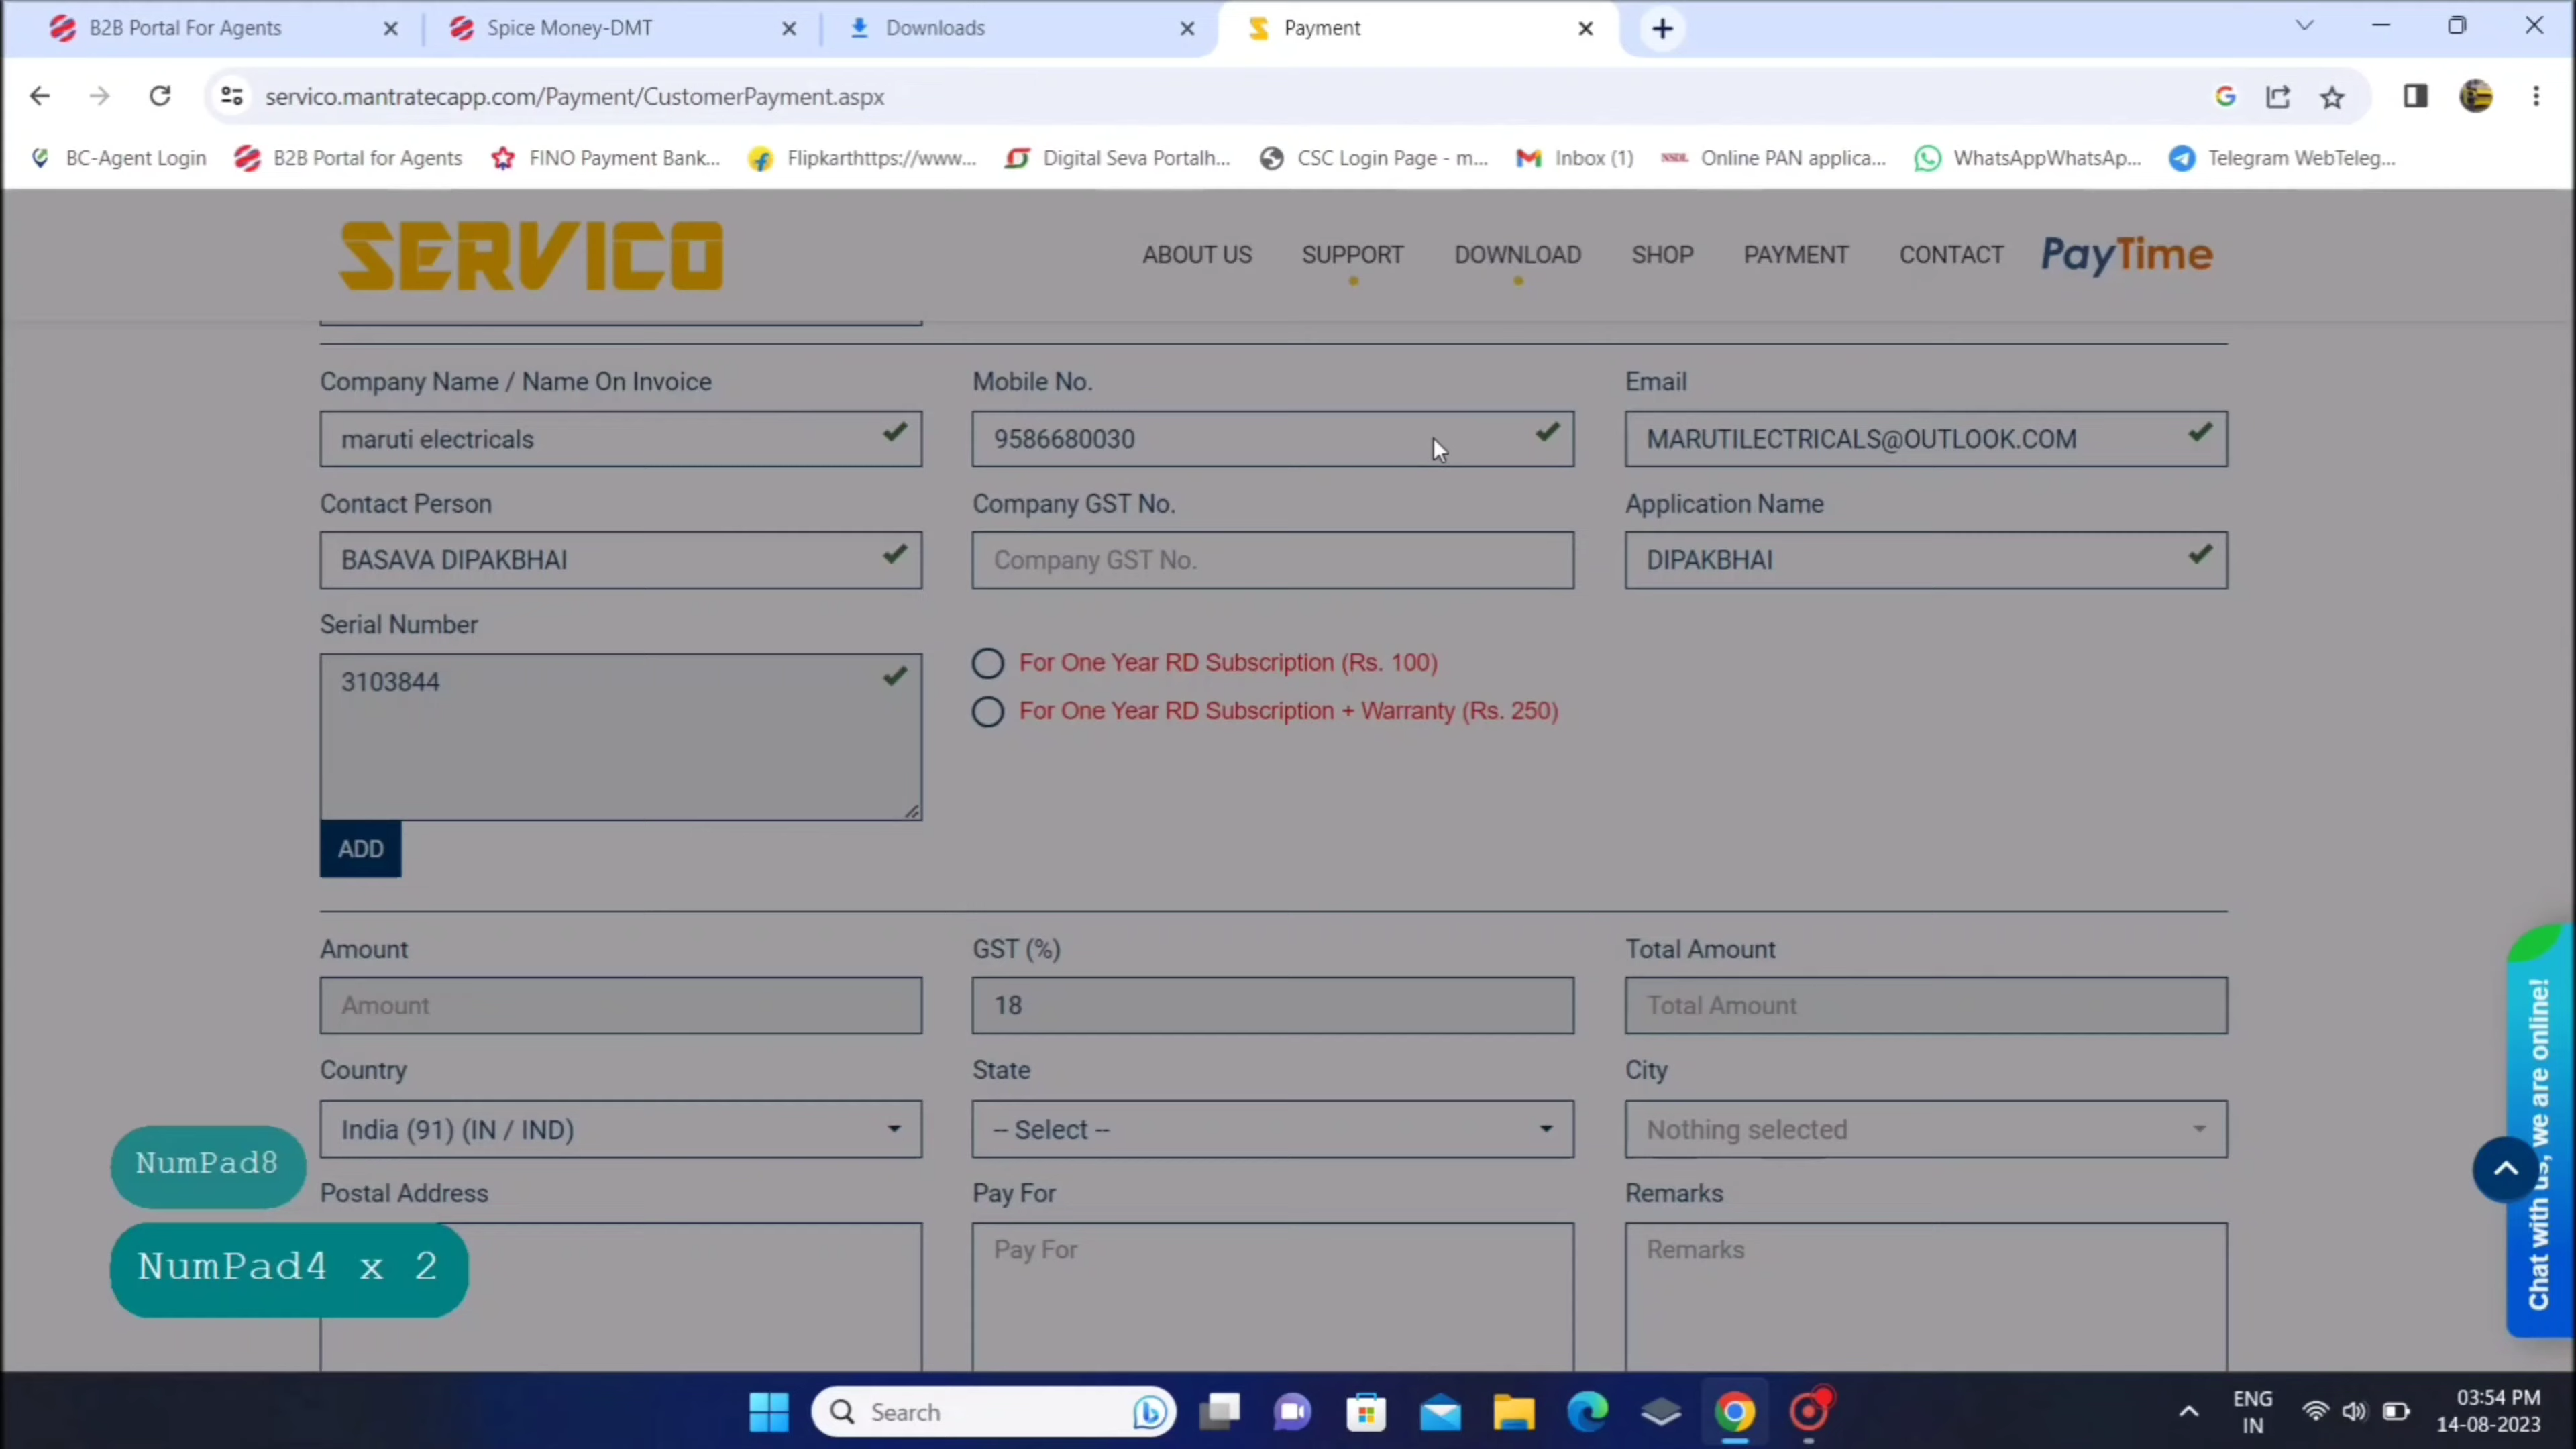 B2B Portal For Agents
Spice Money-DMT
Downloads
Payment
servico.mantratecapp.com/Payment/CustomerPayment.aspx
BC-Agent Login
B2B Portal for Agents
FINO Payment Bank...
Flipkarthttps://www...
Digital Seva Portalh...
CSC Login Page - m...
Inbox (1)
NSDL
Online PAN applica...
WhatsAppWhatsAp...
Telegram WebTeleg...
SERVICO
ABOUT US
SUPPORT
DOWNLOAD
SHOP
PAYMENT
CONTACT
PayTime
Company Name / Name On Invoice
Mobile No.
Email
maruti electricals
9586680030
MARUTILECTRICALS@OUTLOOK.COM
Contact Person
Company GST No.
Application Name
BASAVA DIPAKBHAI
Company GST No.
DIPAKBHAI
Serial Number
3103844
For One Year RD Subscription (Rs. 100)
For One Year RD Subscription + Warranty (Rs. 250)
ADD
Amount
GST (%)
Total Amount
Amount
18
Total Amount
Country
State
City
India (91) (IN / IND)
-- Select --
Nothing selected
Postal Address
Pay For
Remarks
Pay For
Remarks
NumPad8
NumPad4 x 2
Chat with us, we are online!
Search
ENG
IN
03:54 PM
14-08-2023